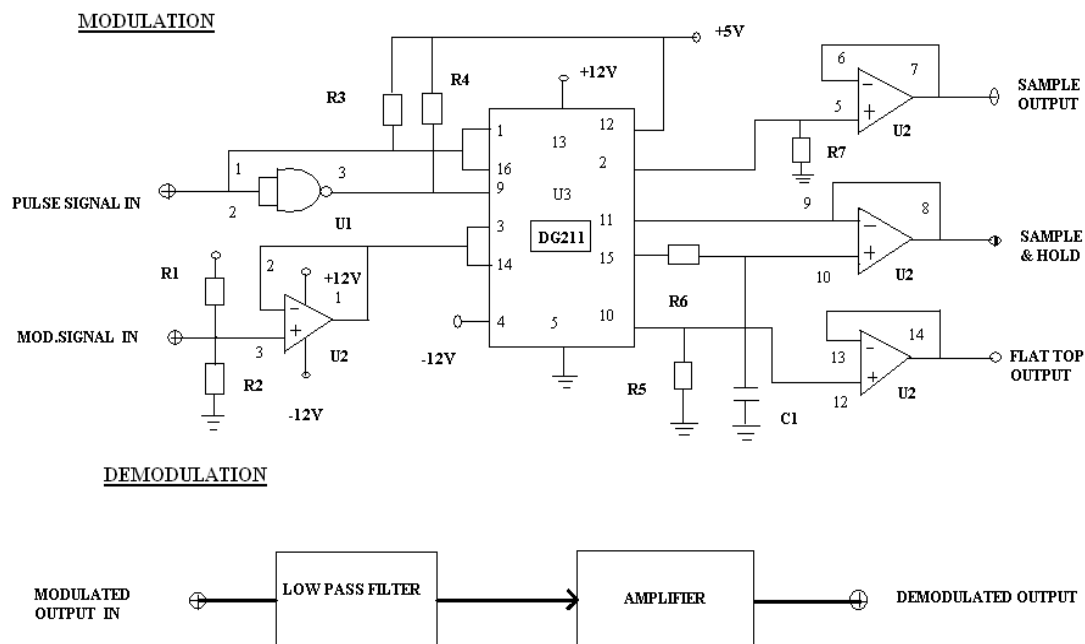 MODULATION
+5V
R3
R4
+12V
6
7
SAMPLE
OUTPUT
5
U2
R7
1
12
13
16
2
1
3
9
U3
PULSE SIGNAL IN
2
U1
3
11
9
8
DG211
14
15
SAMPLE
& HOLD
10
U2
R6
R1
2
+12V
1
MOD.SIGNAL IN
3
U2
4
5
10
-12V
14
13
FLAT TOP
OUTPUT
R2
R5
12
U2
-12V
C1
DEMODULATION
MODULATED
OUTPUT IN
LOW PASS FILTER
AMPLIFIER
DEMODULATED OUTPUT